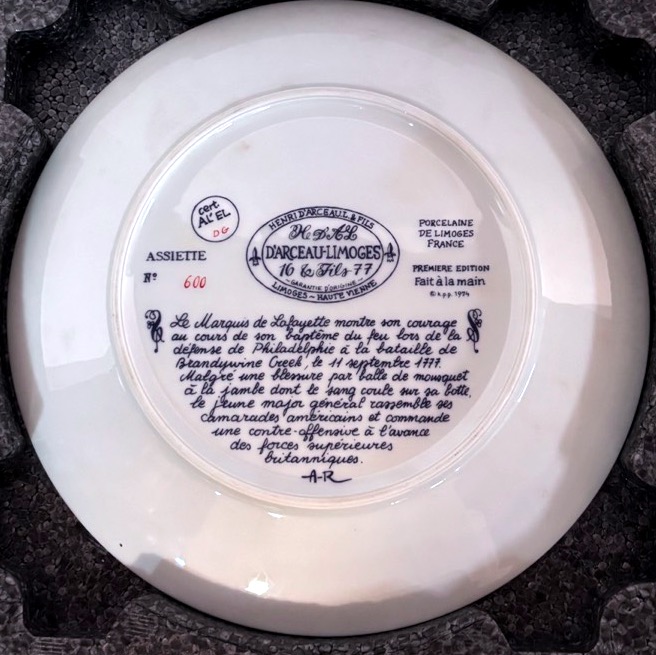 cert
AL' EL
DG
HENRI D'ARCEAU L & FILS
H DA L
D'ARCEAU-LIMOGES
16 & Fils 77
GARANTIE D'ORIGINE
LIMOGES ~ HAUTE VIENNE
PORCELAINE
DE LIMOGES
FRANCE
ASSIETTE
N° 600
PREMIÈRE EDITION
Fait à la main
© 1974
Le Marquis de Lafayette montre son courage
au cours de son baptême du feu lors de la
défense de Philadelphie à la bataille de
Brandywine Creek, le 11 septembre 1777.
Malgré une blessure par balle de mousquet
à la jambe dont le sang coule sur sa botte,
le jeune major général rassemble ses
camarades américains et commande
une contre-offensive à l'avance
des forces supérieures
britanniques.
A-R